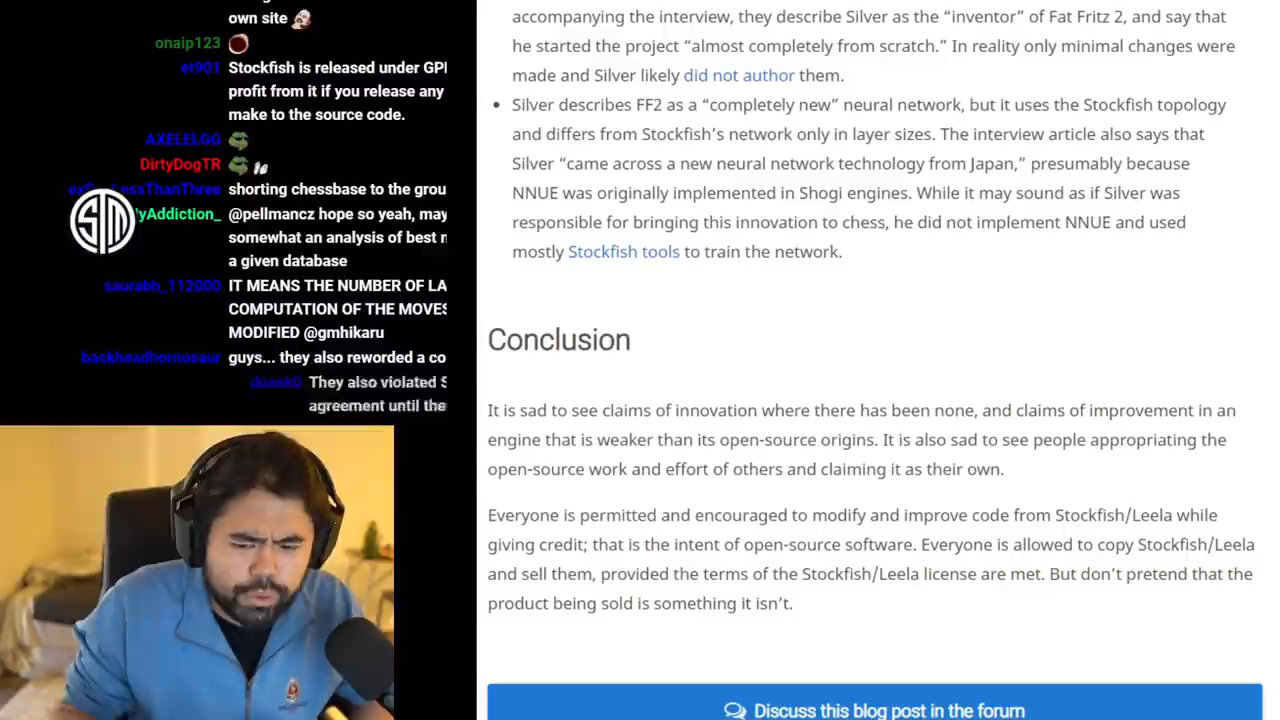 own site
onaip123
et901 Stockfish is released under GPI
profit from it if you release any
make to the source code.
AXELELGG
DirtyDogTR
LessThanThree shorting chessbase to the grou
yAddiction_ @pellmancz hope so yeah, may
somewhat an analysis of best
a given database
saurabh_112000 IT MEANS THE NUMBER OF LA
COMPUTATION OF THE MOVES
MODIFIED @gmhikaru
backheadhornosaur guys... they also reworded a co
They also violated S
agreement until the
accompanying the interview, they describe Silver as the “inventor” of Fat Fritz 2, and say that
he started the project “almost completely from scratch.” In reality only minimal changes were
made and Silver likely did not author them.
• Silver describes FF2 as a “completely new” neural network, but it uses the Stockfish topology
and differs from Stockfish’s network only in layer sizes. The interview article also says that
Silver “came across a new neural network technology from Japan,” presumably because
NNUE was originally implemented in Shogi engines. While it may sound as if Silver was
responsible for bringing this innovation to chess, he did not implement NNUE and used
mostly Stockfish tools to train the network.
Conclusion
It is sad to see claims of innovation where there has been none, and claims of improvement in an
engine that is weaker than its open-source origins. It is also sad to see people appropriating the
open-source work and effort of others and claiming it as their own.
Everyone is permitted and encouraged to modify and improve code from Stockfish/Leela while
giving credit; that is the intent of open-source software. Everyone is allowed to copy Stockfish/Leela
and sell them, provided the terms of the Stockfish/Leela license are met. But don’t pretend that the
product being sold is something it isn’t.
Discuss this blog post in the forum